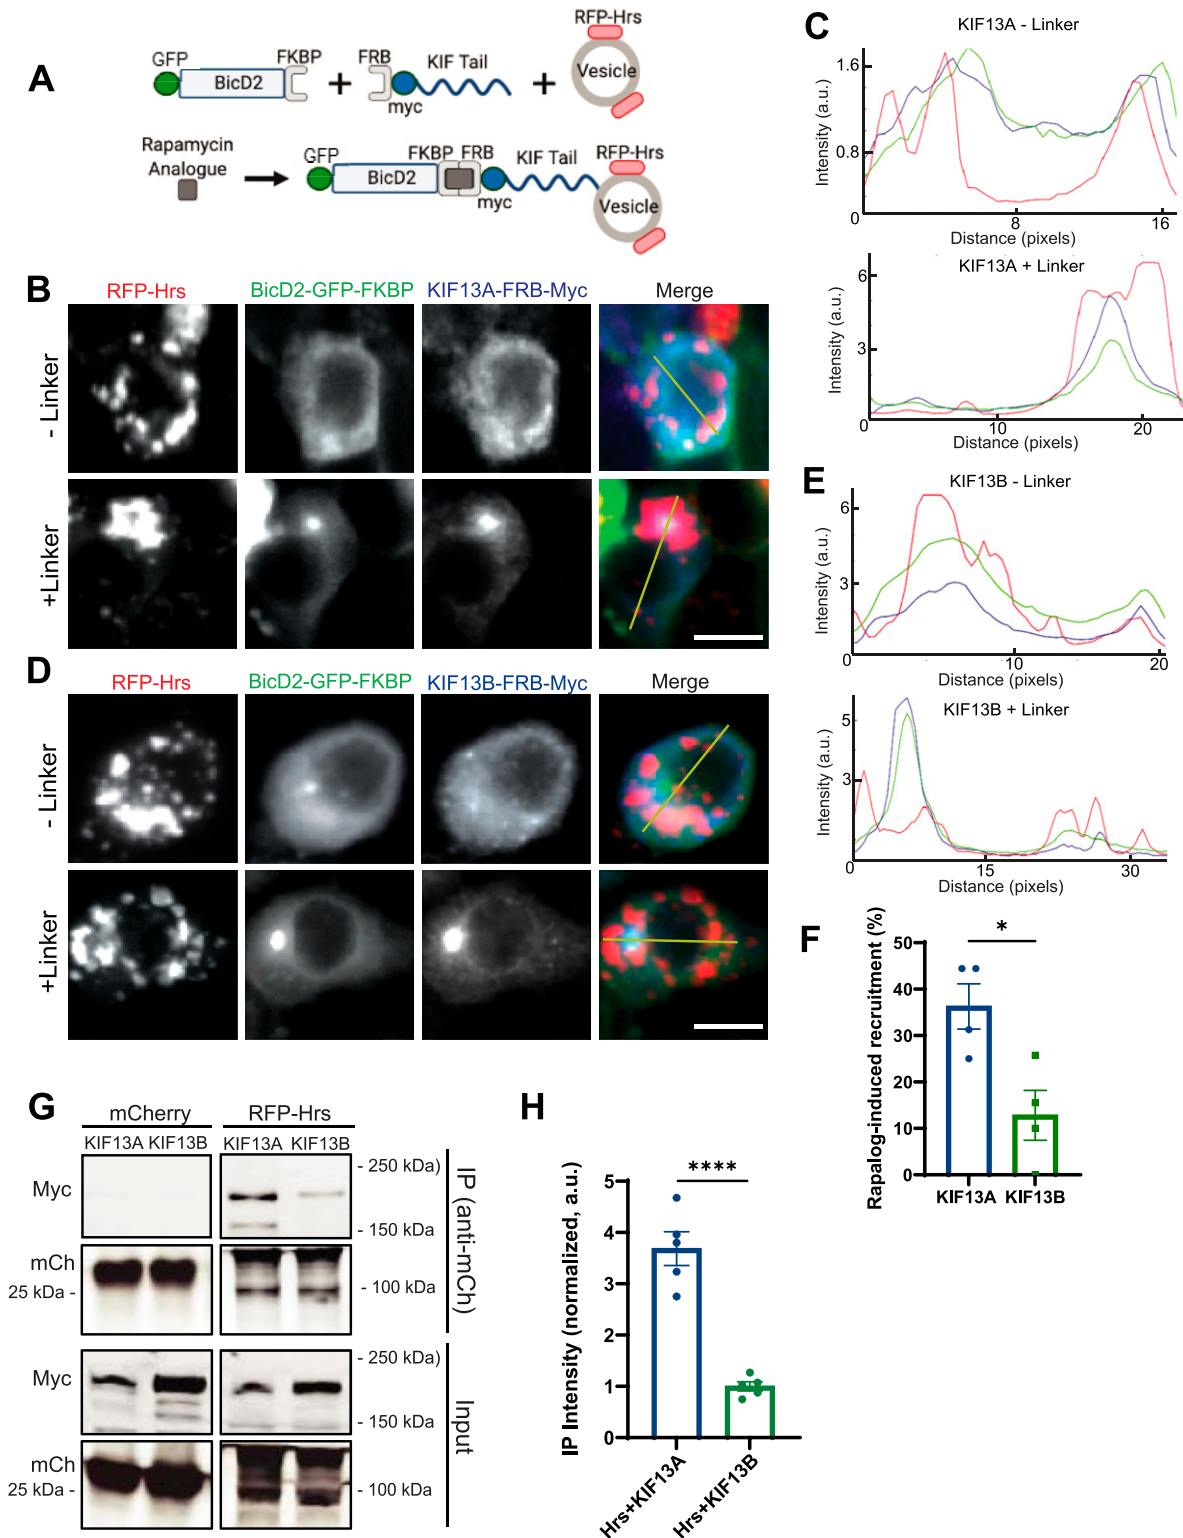 A
GFP
BicD2
FKBP
FRB
KIF Tail
myc
RFP-Hrs
Vesicle
Rapamycin
Analogue
GFP
BicD2
FKBP
FRB
KIF Tail
myc
RFP-Hrs
Vesicle
B
RFP-Hrs
BicD2-GFP-FKBP
KIF13A-FRB-Myc
Merge
- Linker
+Linker
C
KIF13A - Linker
Intensity (a.u.)
1.6
0.8
0
8
16
Distance (pixels)
KIF13A + Linker
Intensity (a.u.)
6
3
0
10
20
Distance (pixels)
D
RFP-Hrs
BicD2-GFP-FKBP
KIF13B-FRB-Myc
Merge
- Linker
+Linker
E
KIF13B - Linker
Intensity (a.u.)
6
3
0
10
20
Distance (pixels)
KIF13B + Linker
Intensity (a.u.)
5
3
0
15
30
Distance (pixels)
F
Rapalog-induced recruitment (%)
50
40
30
20
10
0
*
KIF13A
KIF13B
G
mCherry
RFP-Hrs
KIF13A KIF13B
KIF13A KIF13B
Myc
- 250 kDa)
- 150 kDa
mCh
25 kDa -
- 100 kDa
IP (anti-mCh)
Myc
- 250 kDa)
- 150 kDa
mCh
25 kDa -
- 100 kDa
Input
H
IP Intensity (normalized, a.u.)
5
4
3
2
1
0
****
Hrs+KIF13A
Hrs+KIF13B